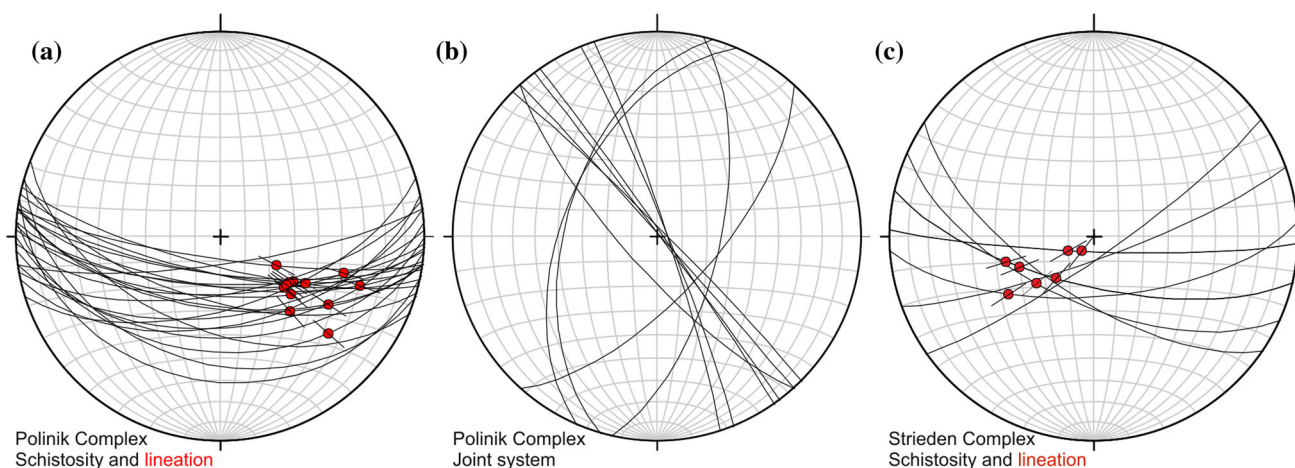 (a)
Polinik Complex
Schistosity and lineation
(b)
Polinik Complex
Joint system
(c)
Strieden Complex
Schistosity and lineation